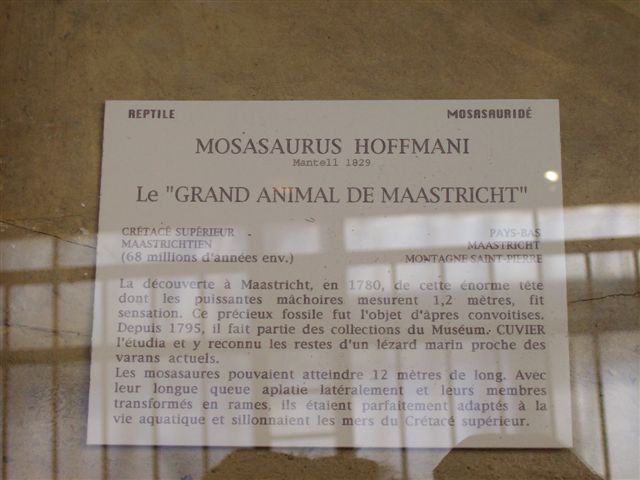 REPTILE MOSASAURIDÉ
MOSASAURUS HOFFMANI
Mantell 1829
Le "GRAND ANIMAL DE MAASTRICHT"
CRÉTACÉ SUPÉRIEUR PAYS-BAS
MAASTRICHTIEN MAASTRICHT
(68 millions d'années env.) MONTAGNE SAINT-PIERRE
La découverte à Maastricht, en 1780, de cette énorme tête
dont les puissantes mâchoires mesurent 1,2 mètres, fit
sensation. Ce précieux fossile fut l'objet d'âpres convoitises.
Depuis 1795, il fait partie des collections du Muséum. CUVIER
l'étudia et y reconnu les restes d'un lézard marin proche des
varans actuels.
Les mosasaures pouvaient atteindre 12 mètres de long. Avec
leur longue queue aplatie latéralement et leurs membres
transformés en rames, ils étaient parfaitement adaptés à la
vie aquatique et sillonnaient les mers du Crétacé supérieur.